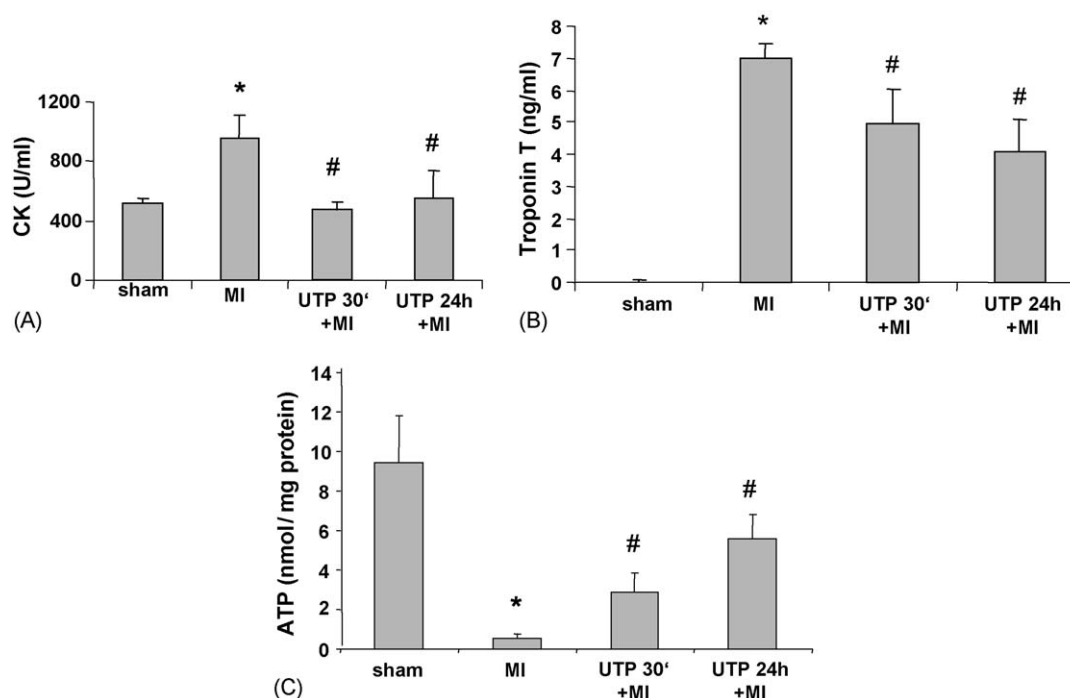 CK (U/ml)
1200
800
400
0
*
#
#
sham
MI
UTP 30‘
+MI
UTP 24h
+MI
(A)
Troponin T (ng/ml)
8
7
6
5
4
3
2
1
0
*
#
#
sham
MI
UTP 30‘
+MI
UTP 24h
+MI
(B)
ATP (nmol/ mg protein)
14
12
10
8
6
4
2
0
*
#
#
sham
MI
UTP 30‘
+MI
UTP 24h
+MI
(C)